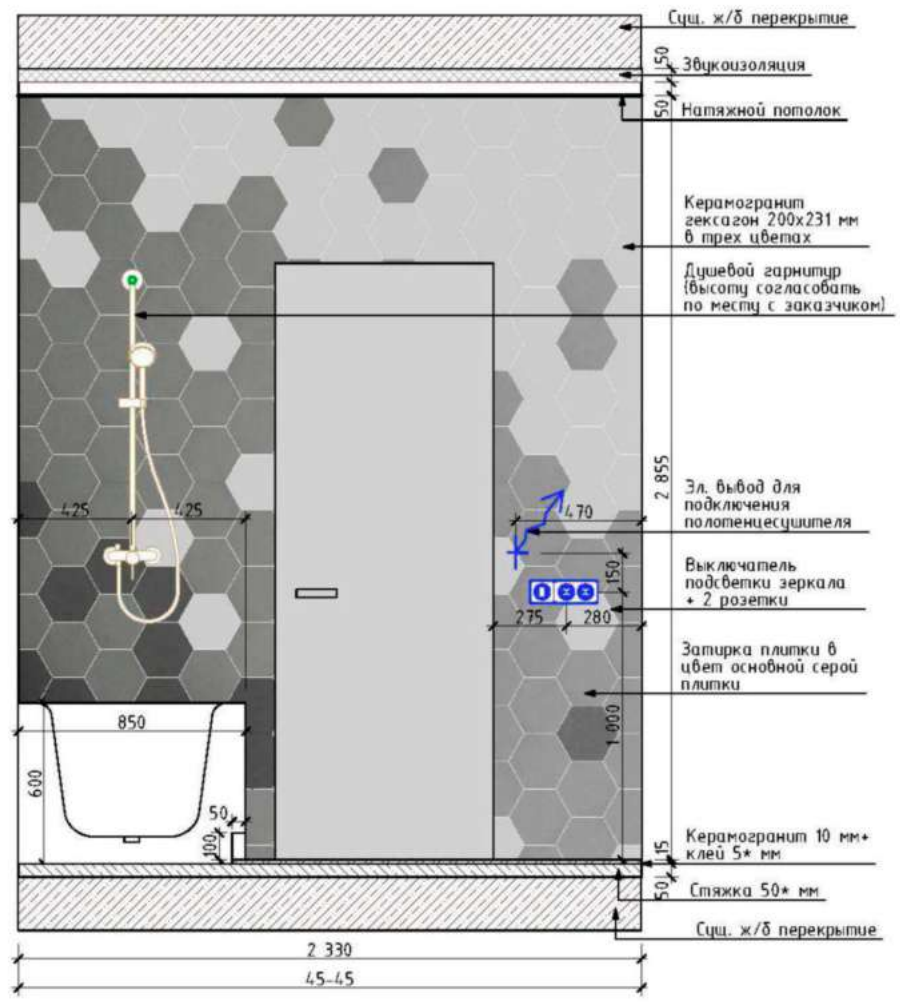 Сущ. ж/б перекрытие
50
Звукоизоляция
50
Натяжной потолок
Керамогранит
гексагон 200х231 мм
в трех цветах
Душевой гарнитур
(высоту согласовать
по месту с заказчиком)
2 855
425
425
470
Эл. вывод для
подключения
полотенцесушителя
150
Выключатель
подсветки зеркала
+ 2 розетки
275
280
Затирка плитки в
цвет основной серой
плитки
1 000
850
600
50
100
15
Керамогранит 10 мм+
клей 5* мм
50
Стяжка 50* мм
Сущ. ж/б перекрытие
2 330
45-45